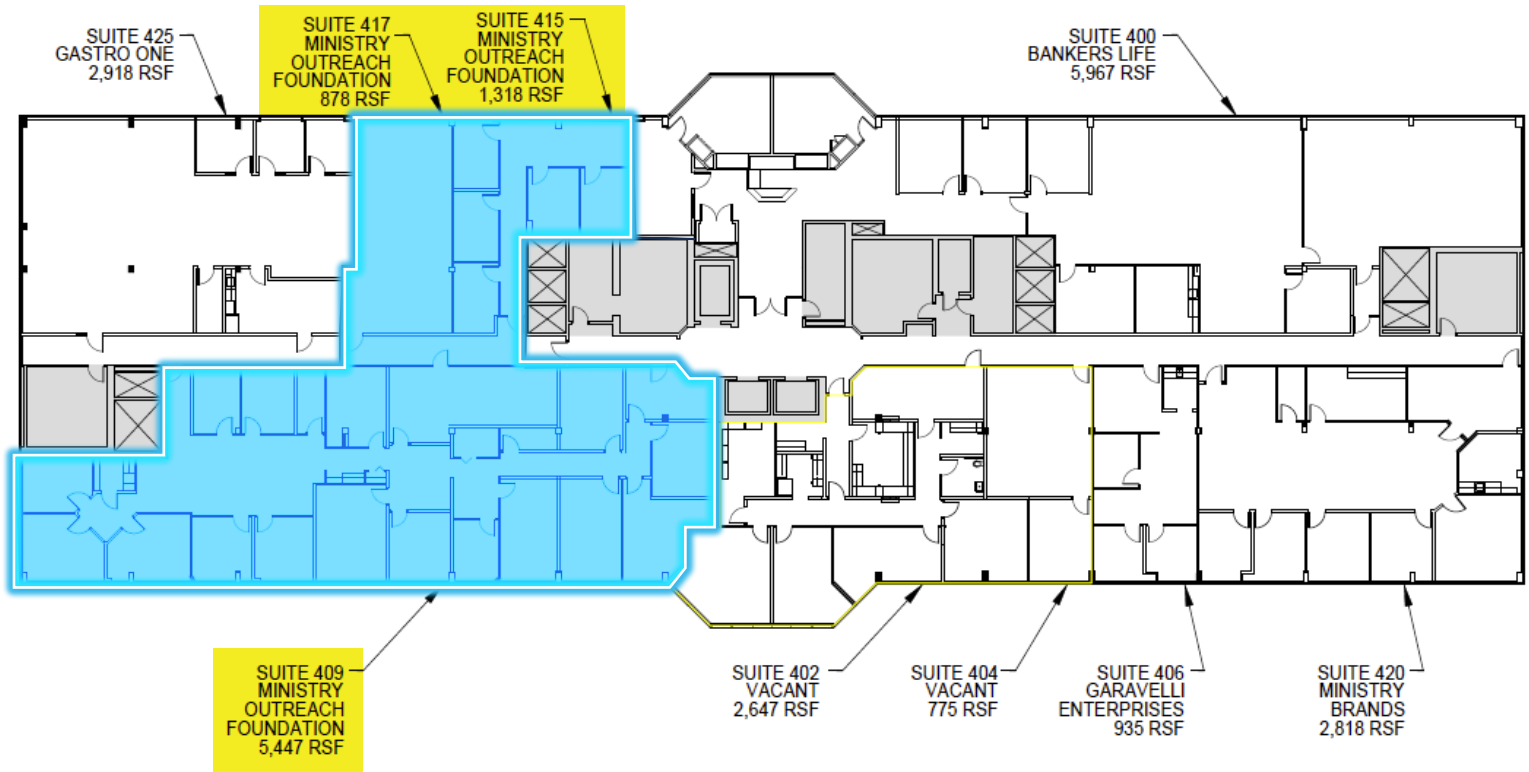 SUITE 425
GASTRO ONE
2,918 RSF
SUITE 417
MINISTRY
OUTREACH
FOUNDATION
878 RSF
SUITE 415
MINISTRY
OUTREACH
FOUNDATION
1,318 RSF
SUITE 400
BANKERS LIFE
5,967 RSF
SUITE 409
MINISTRY
OUTREACH
FOUNDATION
5,447 RSF
SUITE 402
VACANT
2,647 RSF
SUITE 404
VACANT
775 RSF
SUITE 406
GARAVELLI
ENTERPRISES
935 RSF
SUITE 420
MINISTRY
BRANDS
2,818 RSF